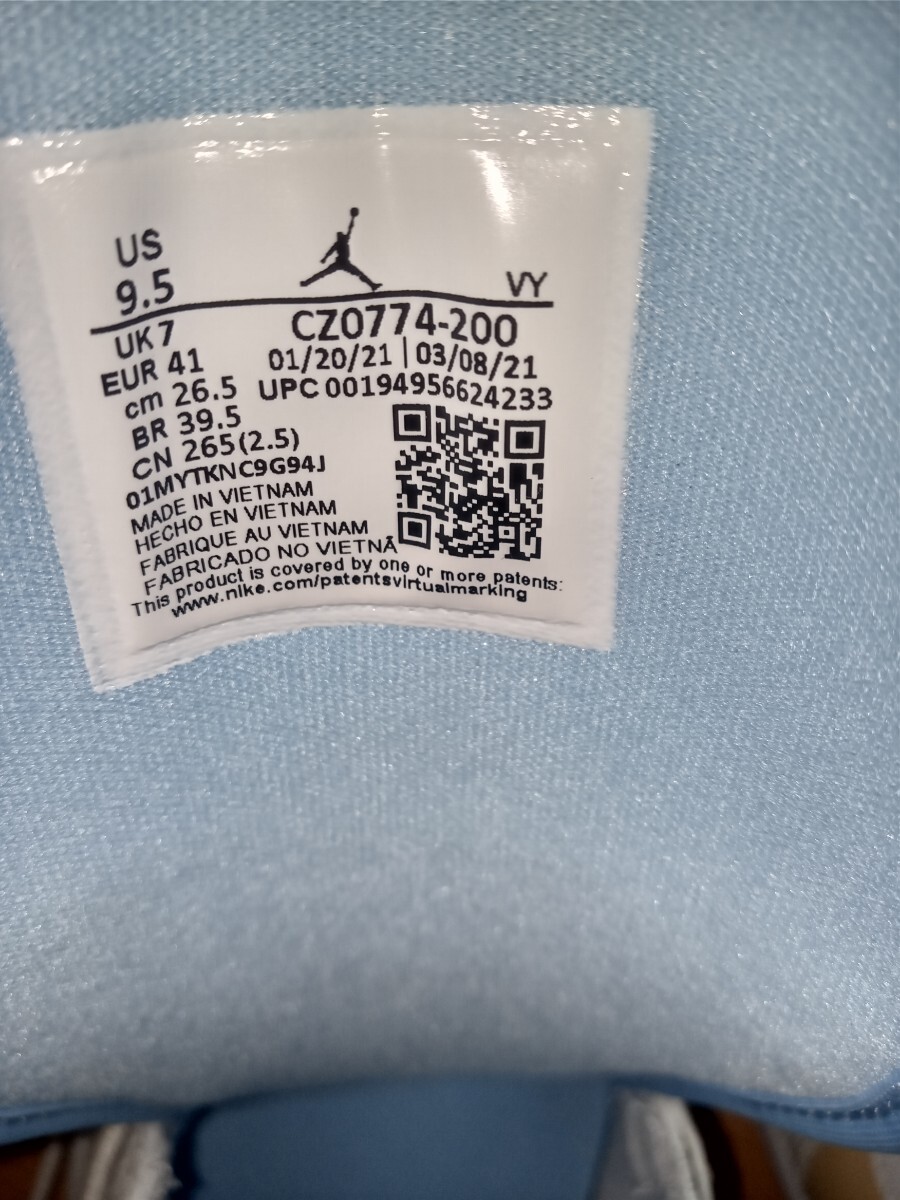 US
9.5
VY
UK 7
CZ0774-200
EUR 41
01/20/21 | 03/08/21
cm 26.5
UPC 00194956624233
BR 39.5
CN 265(2.5)
01MYTKNC9G94J
MADE IN VIETNAM
HECHO EN VIETNAM
FABRIQUE AU VIETNAM
FABRICADO NO VIETNÃ
This product is covered by one or more patents:
www.nike.com/patentsvirtualmarking